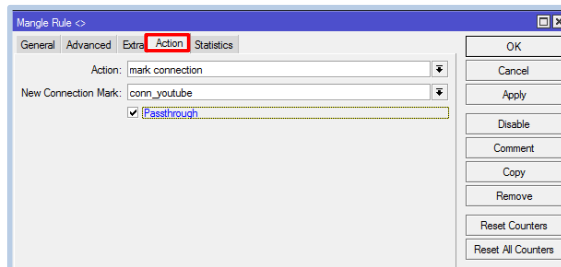 Mangle Rule <>
General Advanced Extra Action Statistics
Action: mark connection
New Connection Mark: conn_youtube
Passthrough
OK
Cancel
Apply
Disable
Comment
Copy
Remove
Reset Counters
Reset All Counters